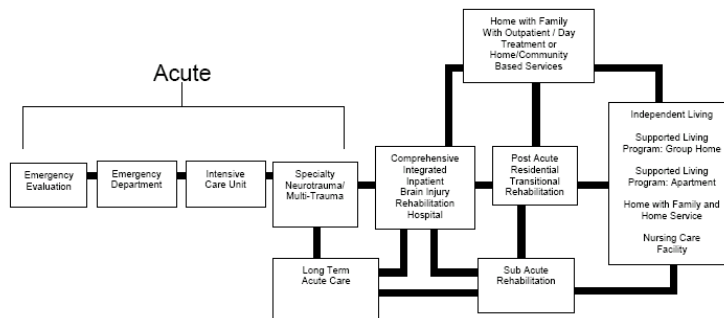 Acute
Emergency
Evaluation
Emergency
Department
Intensive
Care Unit
Specialty
Neurotrauma/
Multi-Trauma
Long Term
Acute Care
Comprehensive
Integrated
Inpatient
Brain Injury
Rehabilitation
Hospital
Home with Family
With Outpatient / Day
Treatment or
Home/Community
Based Services
Post Acute
Residential
Transitional
Rehabilitation
Sub Acute
Rehabilitation
Independent Living
Supported Living
Program: Group Home
Supported Living
Program: Apartment
Home with Family and
Home Service
Nursing Care
Facility